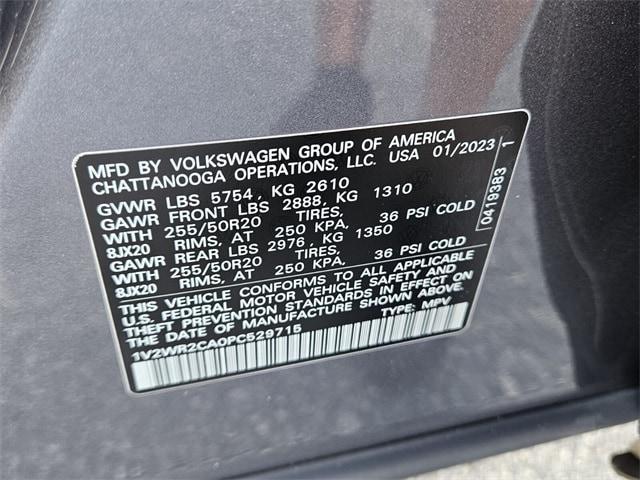 MFD BY VOLKSWAGEN GROUP OF AMERICA
CHATTANOOGA OPERATIONS, LLC. USA 01/2023
GVWR LBS 5754, KG 2610
GAWR FRONT LBS 2888, KG 1310
WITH 255/50R20 TIRES,
8JX20 RIMS, AT 250 KPA, 36 PSI COLD
GAWR REAR LBS 2976, KG 1350
WITH 255/50R20 TIRES,
8JX20 RIMS, AT 250 KPA, 36 PSI COLD
THIS VEHICLE CONFORMS TO ALL APPLICABLE
U.S. FEDERAL MOTOR VEHICLE SAFETY AND
THEFT PREVENTION STANDARDS IN EFFECT ON
THE DATE OF MANUFACTURE SHOWN ABOVE.
1V2WR2CA0PC529715 TYPE: MPV
0419383 1